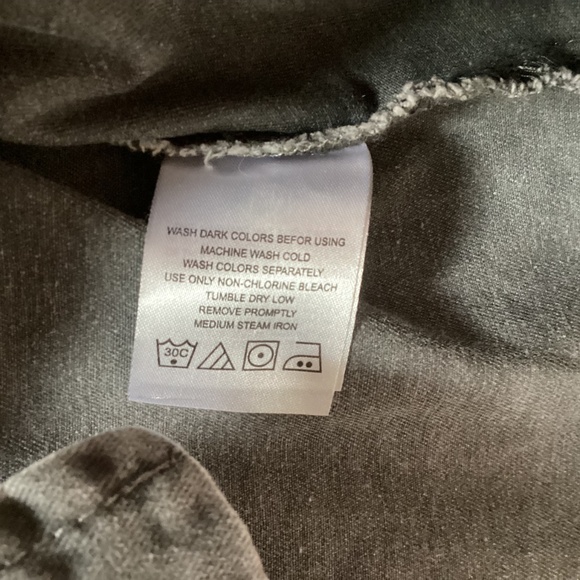 WASH DARK COLORS BEFOR USING
MACHINE WASH COLD
WASH COLORS SEPARATELY
USE ONLY NON-CHLORINE BLEACH
TUMBLE DRY LOW
REMOVE PROMPTLY
MEDIUM STEAM IRON
30C